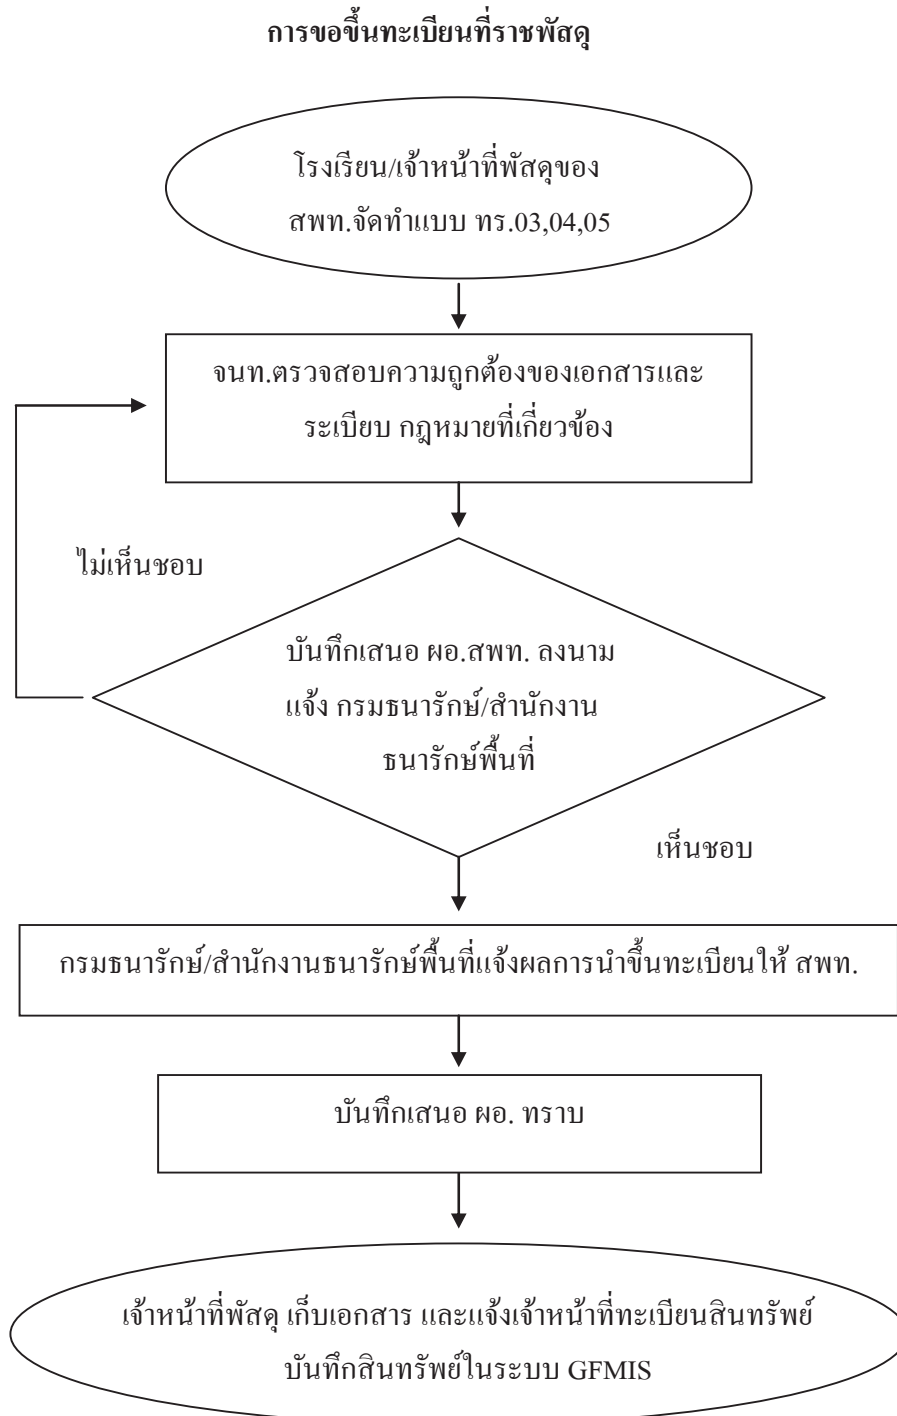 การขอขึ้นทะเบียนที่ราชพัสดุ
โรงเรียน/เจ้าหน้าที่พัสดุของ
สพท.จัดทำแบบ ทร.03,04,05
จนท.ตรวจสอบความถูกต้องของเอกสารและ
ระเบียบ กฎหมายที่เกี่ยวข้อง
ไม่เห็นชอบ
บันทึกเสนอ ผอ.สพท. ลงนาม
แจ้ง กรมธนารักษ์/สำนักงาน
ธนารักษ์พื้นที่
เห็นชอบ
กรมธนารักษ์/สำนักงานธนารักษ์พื้นที่แจ้งผลการนำขึ้นทะเบียนให้ สพท.
บันทึกเสนอ ผอ. ทราบ
เจ้าหน้าที่พัสดุ เก็บเอกสาร และแจ้งเจ้าหน้าที่ทะเบียนสินทรัพย์
บันทึกสินทรัพย์ในระบบ GFMIS